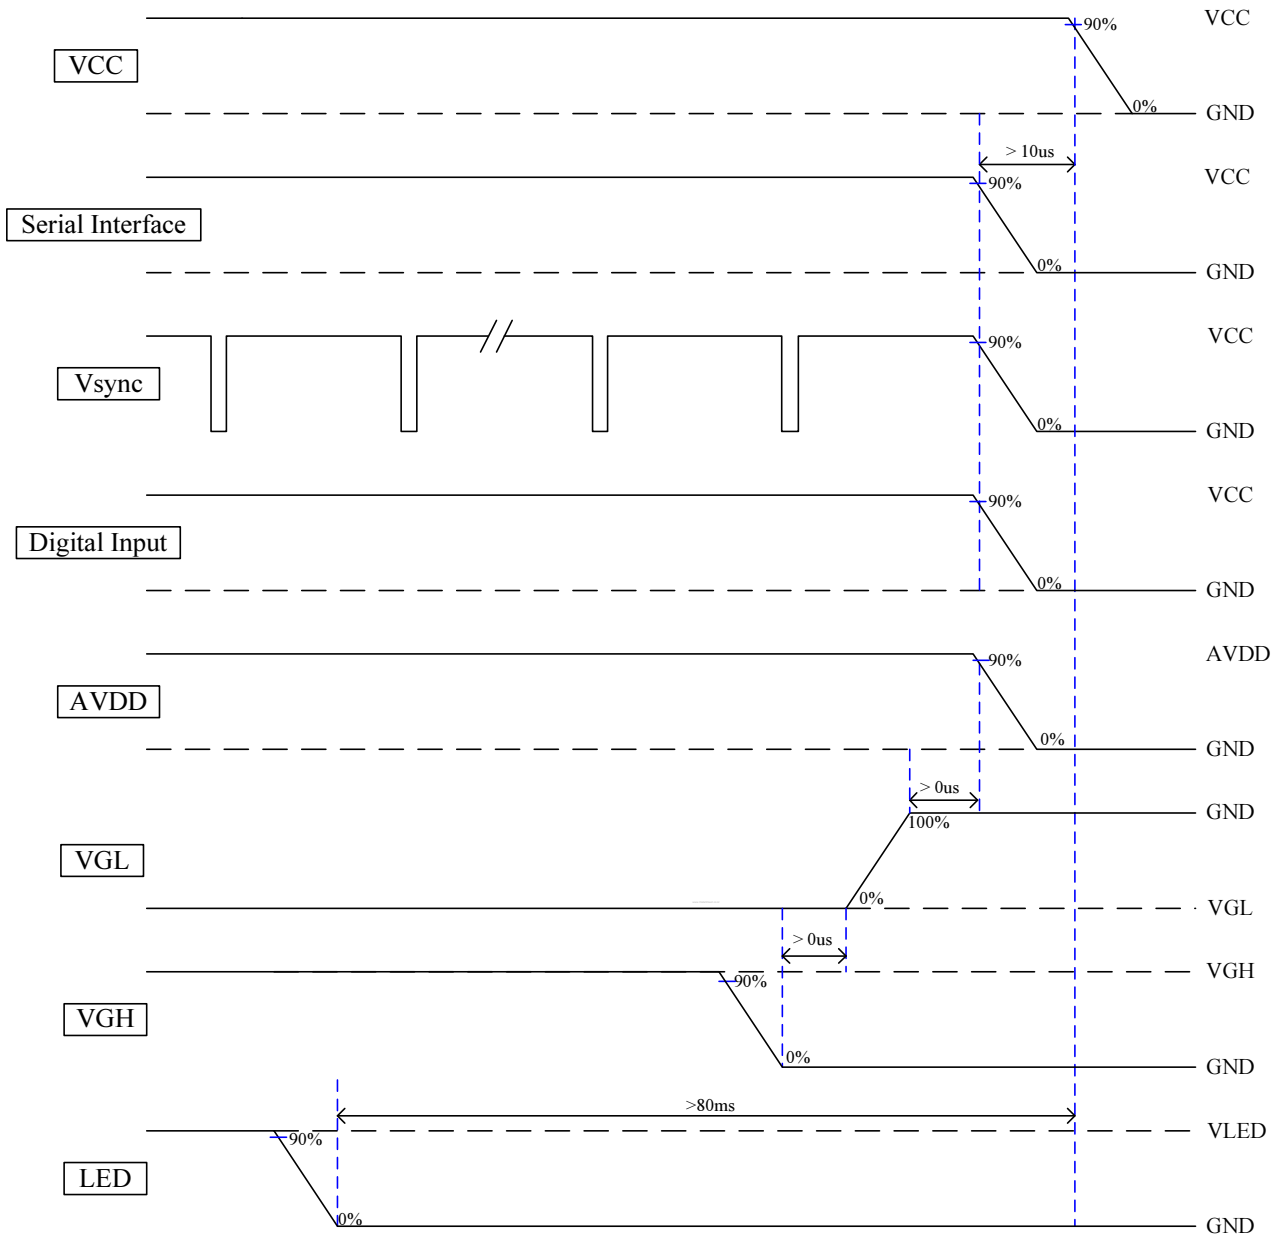 VCC
90%
VCC
0%
GND
> 10us
VCC
90%
Serial Interface
0%
GND
VCC
90%
Vsync
0%
GND
VCC
90%
Digital Input
0%
GND
AVDD
90%
AVDD
0%
GND
> 0us
GND
100%
VGL
0%
VGL
> 0us
VGH
90%
VGH
0%
GND
>80ms
VLED
90%
LED
0%
GND